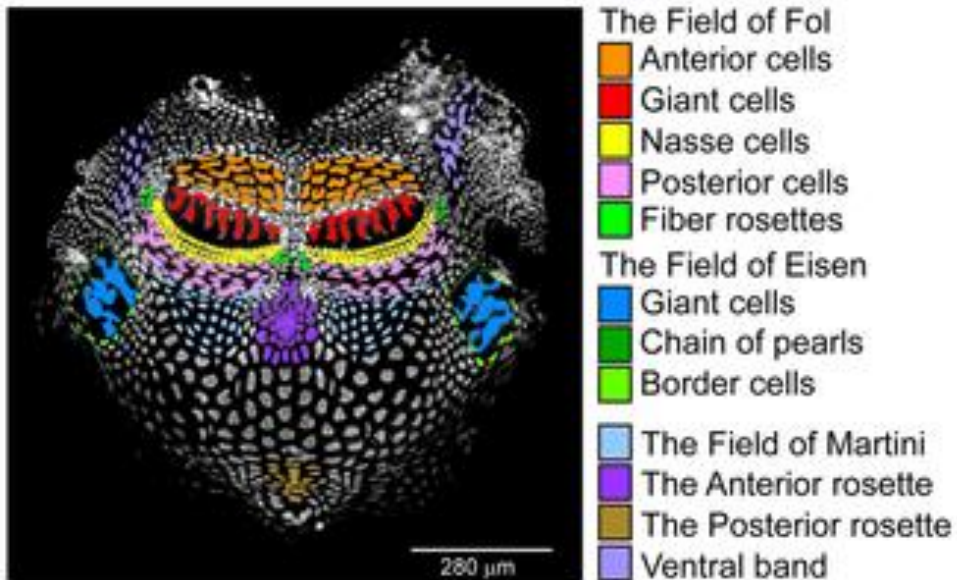 The Field of Fol
Anterior cells
Giant cells
Nasse cells
Posterior cells
Fiber rosettes
The Field of Eisen
Giant cells
Chain of pearls
Border cells
The Field of Martini
The Anterior rosette
The Posterior rosette
Ventral band
280 μm